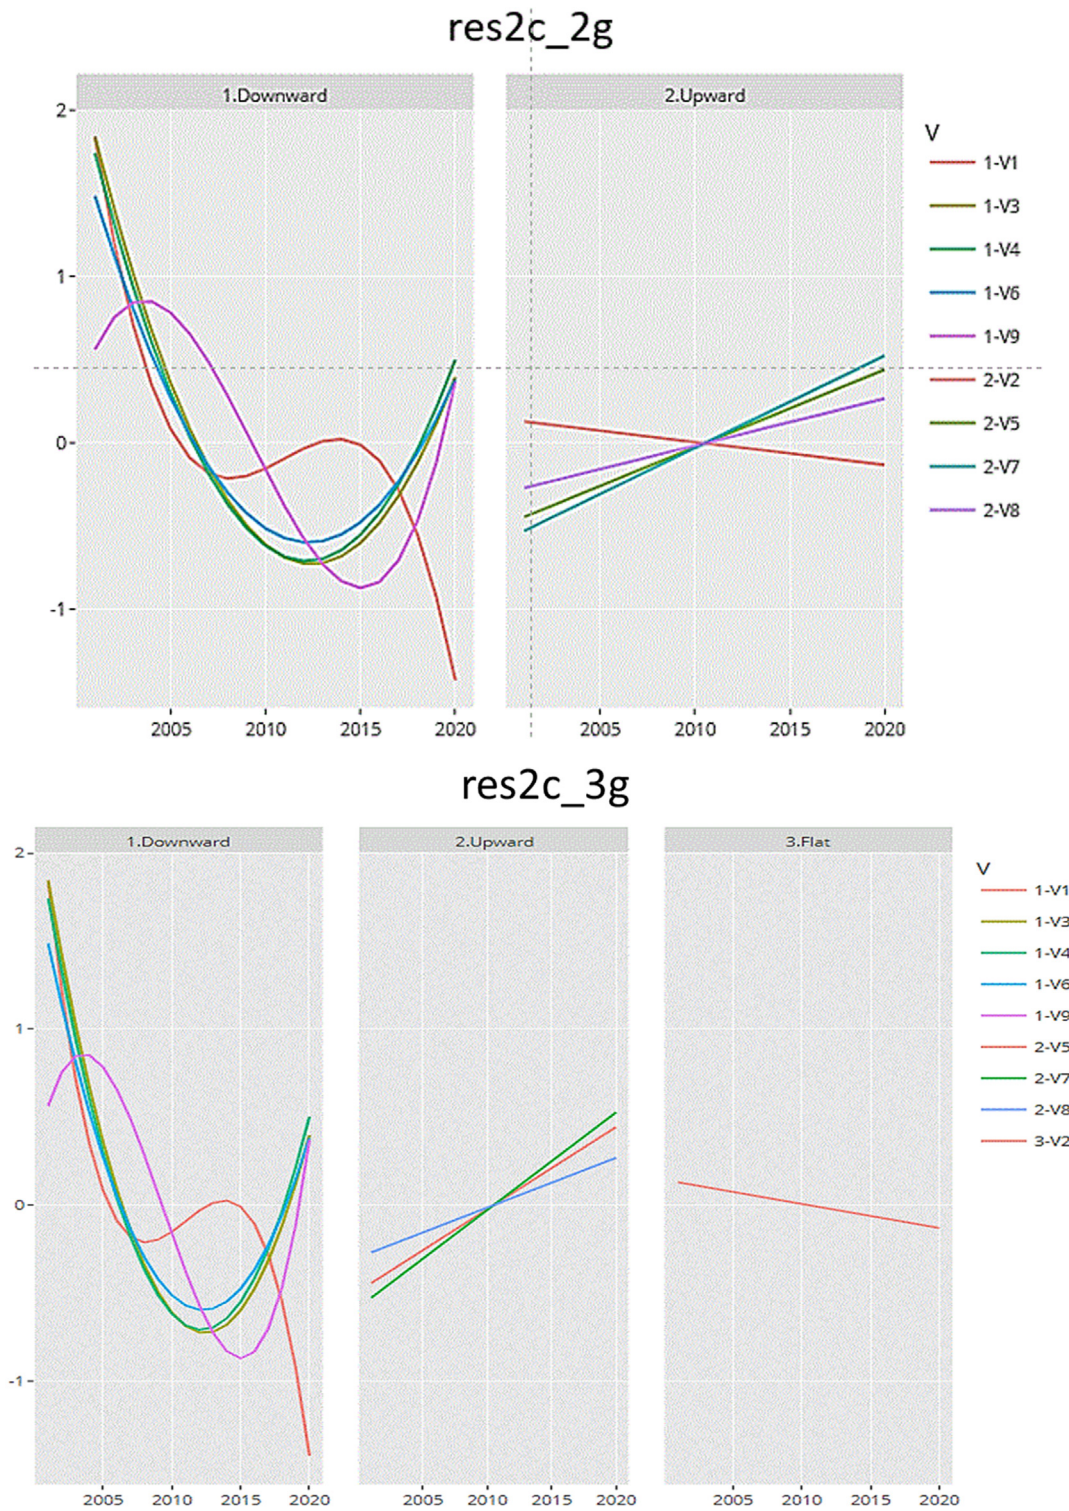 res2c_2g
1.Downward 2.Upward
2
1
0
-1
2005 2010 2015 2020 2005 2010 2015 2020
V
1-V1
1-V3
1-V4
1-V6
1-V9
2-V2
2-V5
2-V7
2-V8
res2c_3g
1.Downward 2.Upward 3.Flat
2
1
0
-1
2005 2010 2015 2020 2005 2010 2015 2020 2005 2010 2015 2020
V
1-V1
1-V3
1-V4
1-V6
1-V9
2-V5
2-V7
2-V8
3-V2